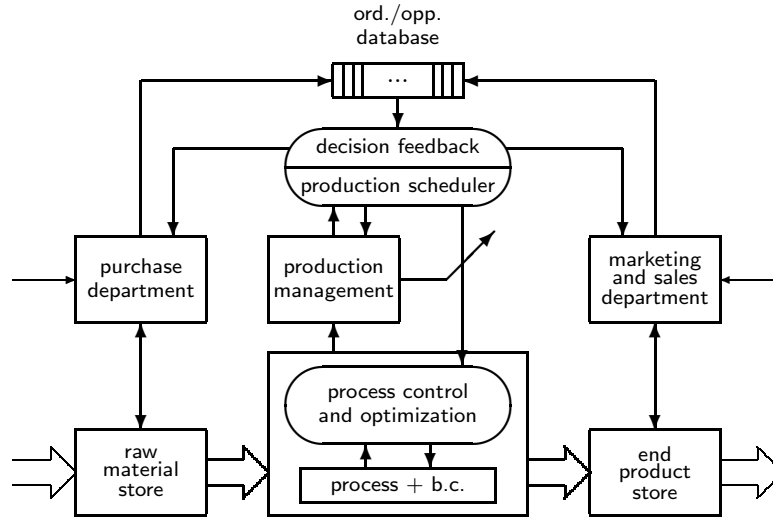 ord./opp.
database
...
decision feedback
production scheduler
purchase
department
production
management
marketing
and sales
department
process control
and optimization
raw
material
store
process + b.c.
end
product
store